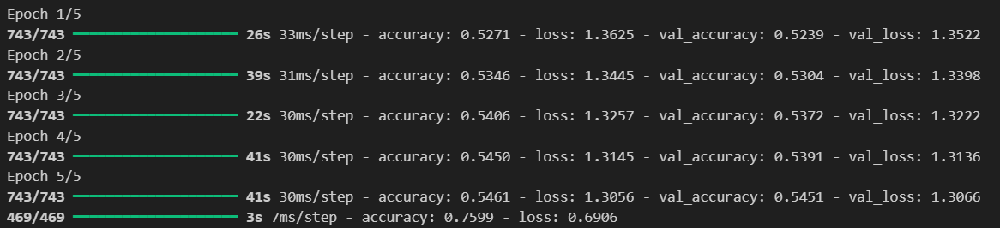 Epoch 1/5
743/743 ━━━━━━━━━━━━━━━━━━━━ 26s 33ms/step - accuracy: 0.5271 - loss: 1.3625 - val_accuracy: 0.5239 - val_loss: 1.3522
Epoch 2/5
743/743 ━━━━━━━━━━━━━━━━━━━━ 39s 31ms/step - accuracy: 0.5346 - loss: 1.3445 - val_accuracy: 0.5304 - val_loss: 1.3398
Epoch 3/5
743/743 ━━━━━━━━━━━━━━━━━━━━ 22s 30ms/step - accuracy: 0.5406 - loss: 1.3257 - val_accuracy: 0.5372 - val_loss: 1.3222
Epoch 4/5
743/743 ━━━━━━━━━━━━━━━━━━━━ 41s 30ms/step - accuracy: 0.5450 - loss: 1.3145 - val_accuracy: 0.5391 - val_loss: 1.3136
Epoch 5/5
743/743 ━━━━━━━━━━━━━━━━━━━━ 41s 30ms/step - accuracy: 0.5461 - loss: 1.3056 - val_accuracy: 0.5451 - val_loss: 1.3066
469/469 ━━━━━━━━━━━━━━━━━━━━ 3s 7ms/step - accuracy: 0.7599 - loss: 0.6906